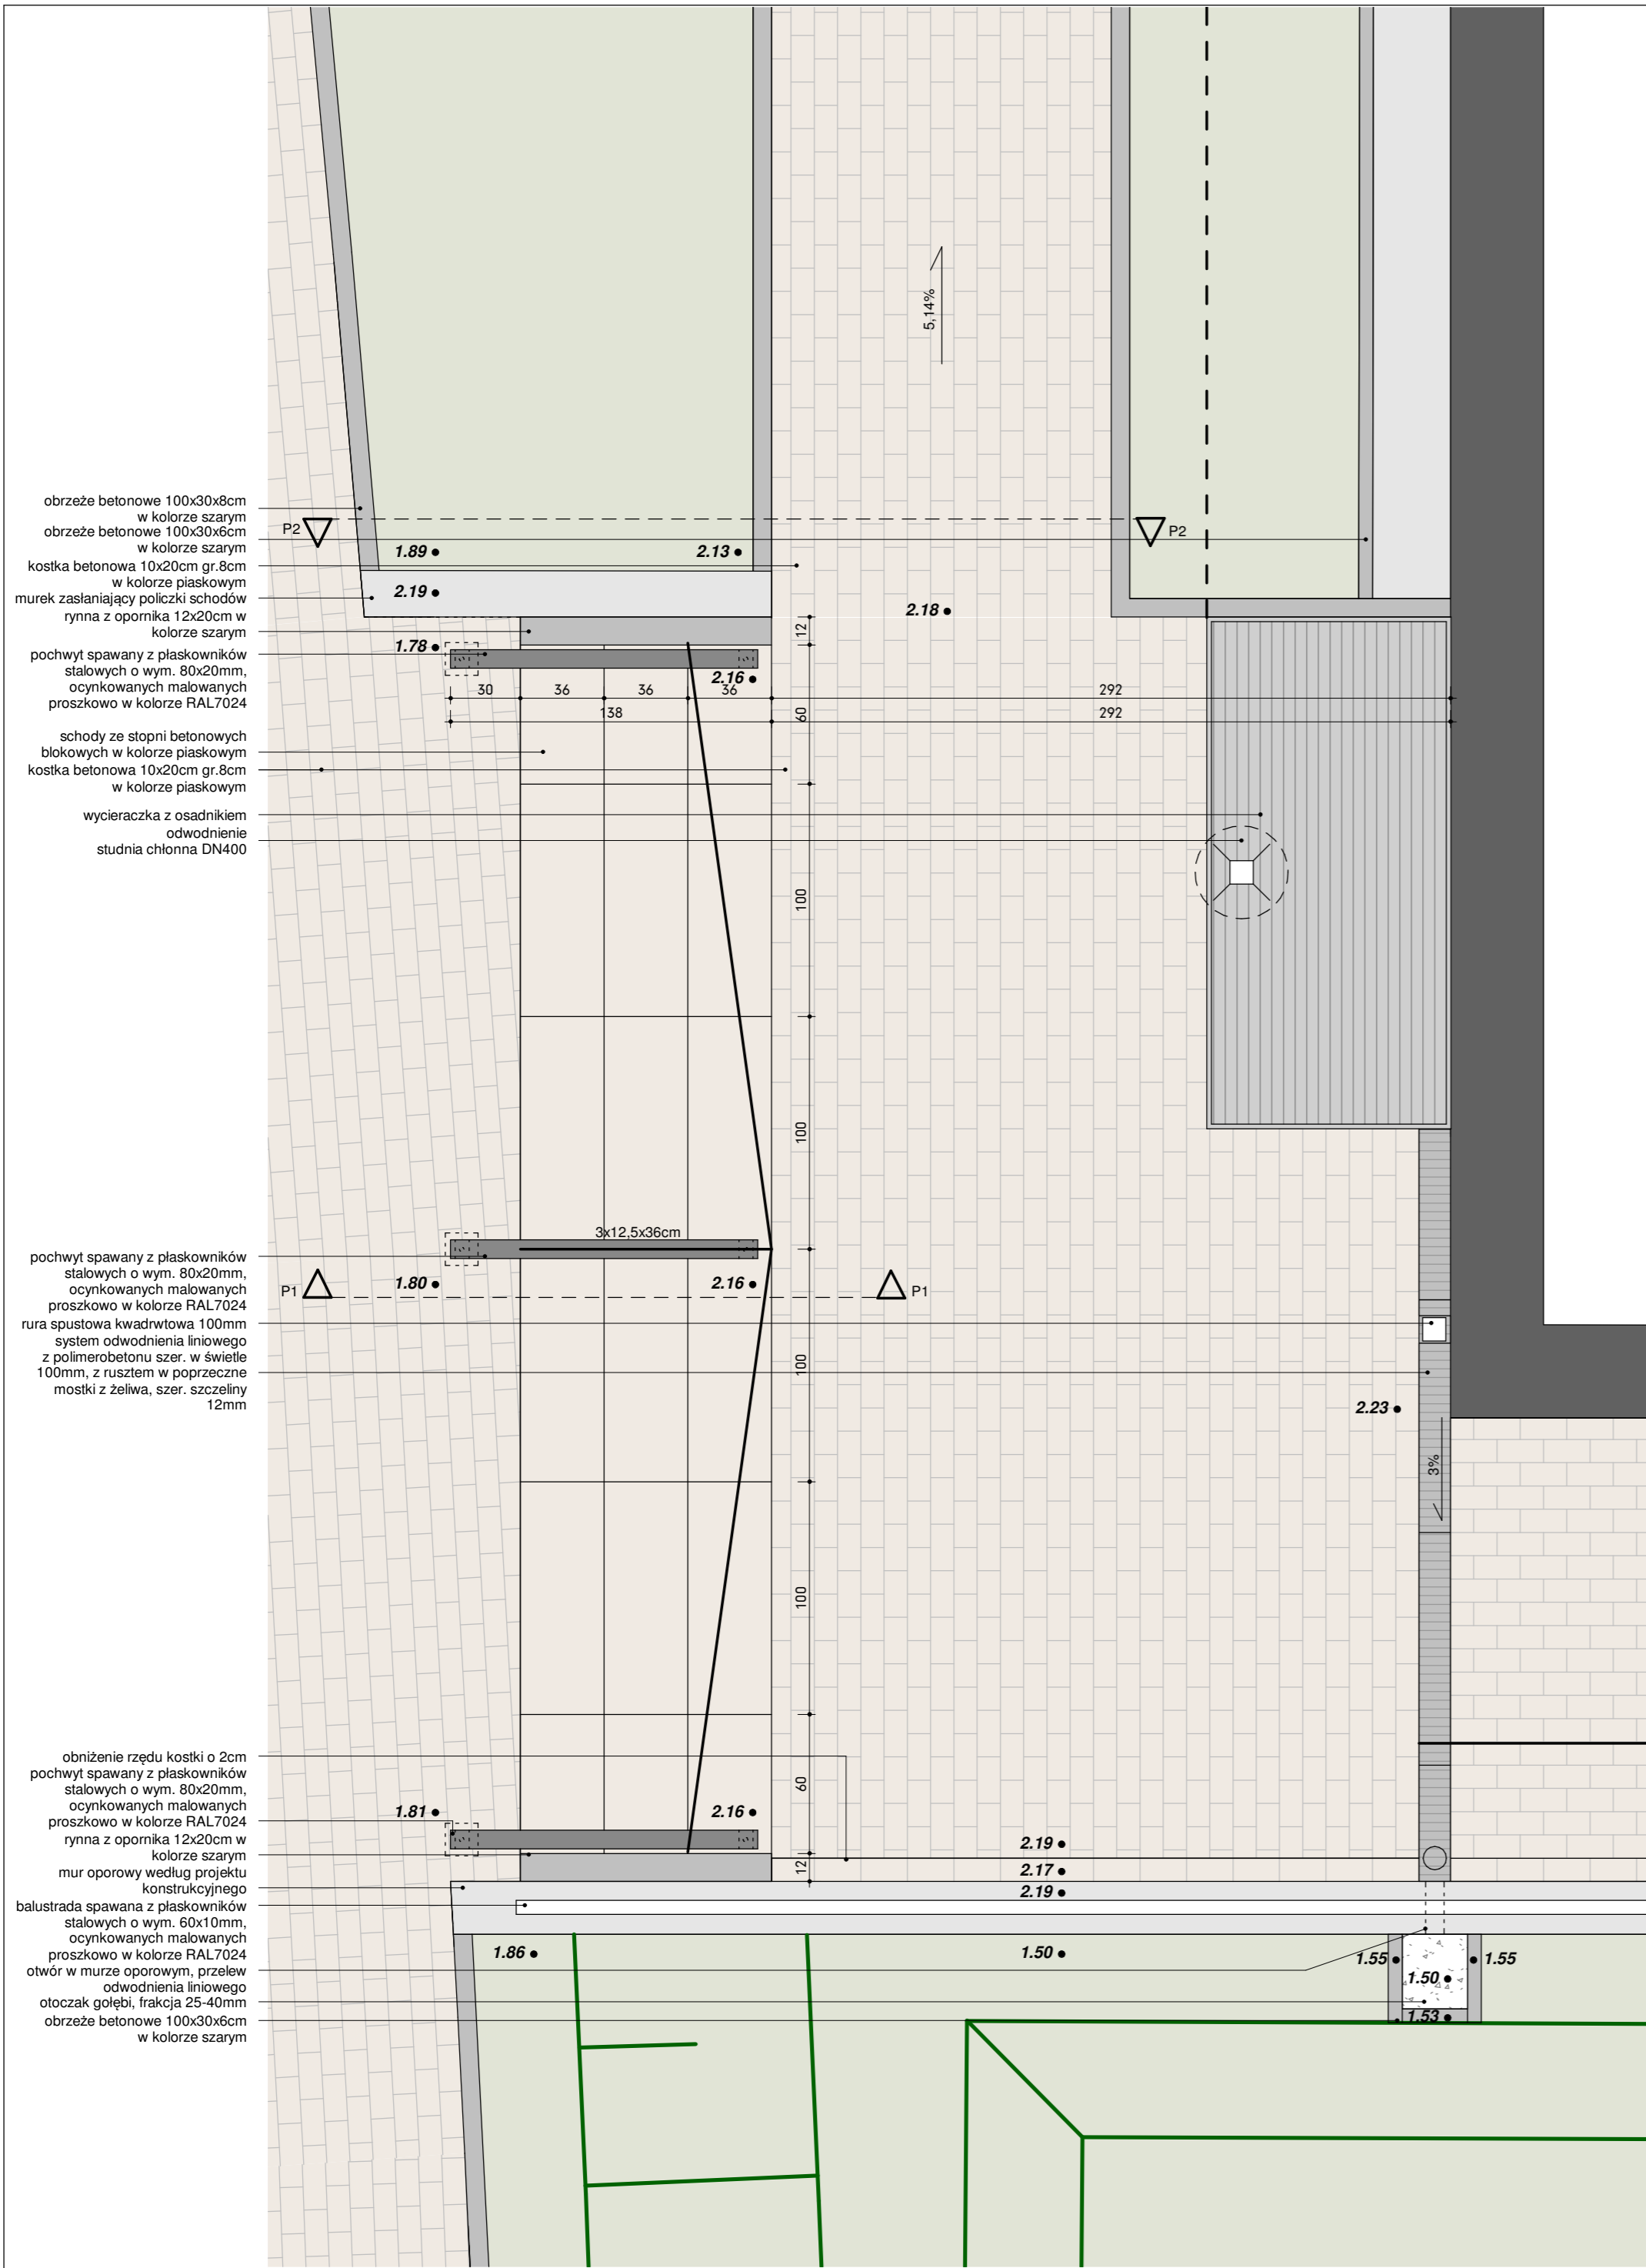 obrzeże betonowe 100x30x8cm
w kolorze szarym
obrzeże betonowe 100x30x6cm
w kolorze szarym
kostka betonowa 10x20cm gr.8cm
w kolorze piaskowym
murek zasłaniający policzki schodów
rynna z opornika 12x20cm w
kolorze szarym
pochwyt spawany z płaskowników
stalowych o wym. 80x20mm,
ocynkowanych malowanych
proszkowo w kolorze RAL7024
schody ze stopni betonowych
blokowych w kolorze piaskowym
kostka betonowa 10x20cm gr.8cm
w kolorze piaskowym
wycieraczka z osadnikiem
odwodnienie
studnia chłonna DN400
pochwyt spawany z płaskowników
stalowych o wym. 80x20mm,
ocynkowanych malowanych
proszkowo w kolorze RAL7024
rura spustowa kwadrwtowa 100mm
system odwodnienia liniowego
z polimerobetonu szer. w świetle
100mm, z rusztem w poprzeczne
mostki z żeliwa, szer. szczeliny
12mm
obniżenie rzędu kostki o 2cm
pochwyt spawany z płaskowników
stalowych o wym. 80x20mm,
ocynkowanych malowanych
proszkowo w kolorze RAL7024
rynna z opornika 12x20cm w
kolorze szarym
mur oporowy według projektu
konstrukcyjnego
balustrada spawana z płaskowników
stalowych o wym. 60x10mm,
ocynkowanych malowanych
proszkowo w kolorze RAL7024
otwór w murze oporowym, przelew
odwodnienia liniowego
otoczak gołębi, frakcja 25-40mm
obrzeże betonowe 100x30x6cm
w kolorze szarym
5,14%
P2
P2
1.89
2.13
2.19
2.18
12
1.78
2.16
30
36
36
36
292
138
292
60
100
100
3x12,5x36cm
1.80
2.16
P1
P1
100
2.23
3%
100
60
1.81
2.16
2.19
12
2.17
2.19
1.86
1.50
1.55
1.55
1.50
1.53